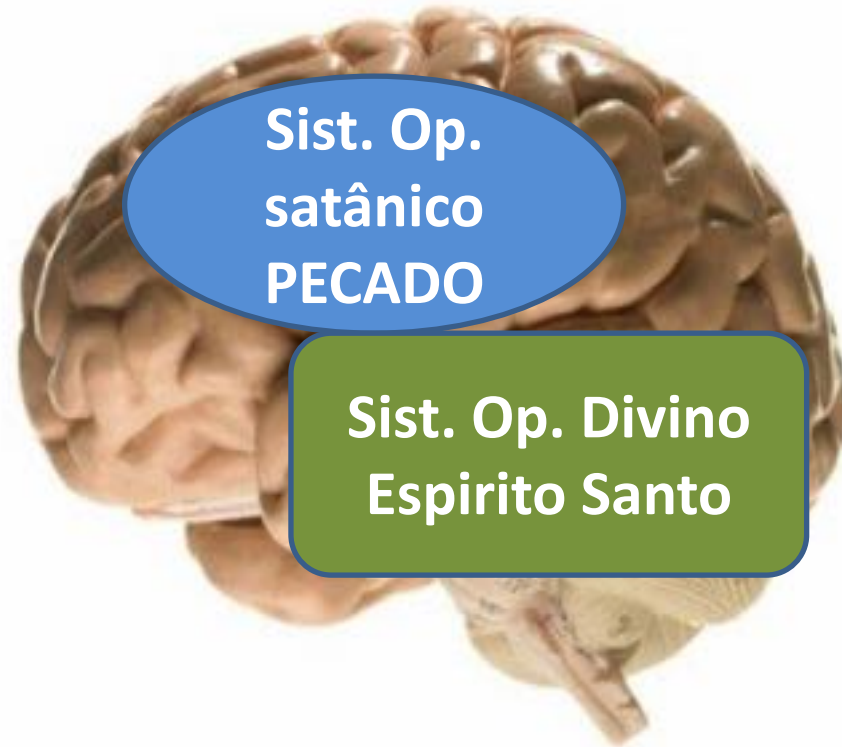 Sist. Op.
satânico
PECADO
Sist. Op. Divino
Espirito Santo